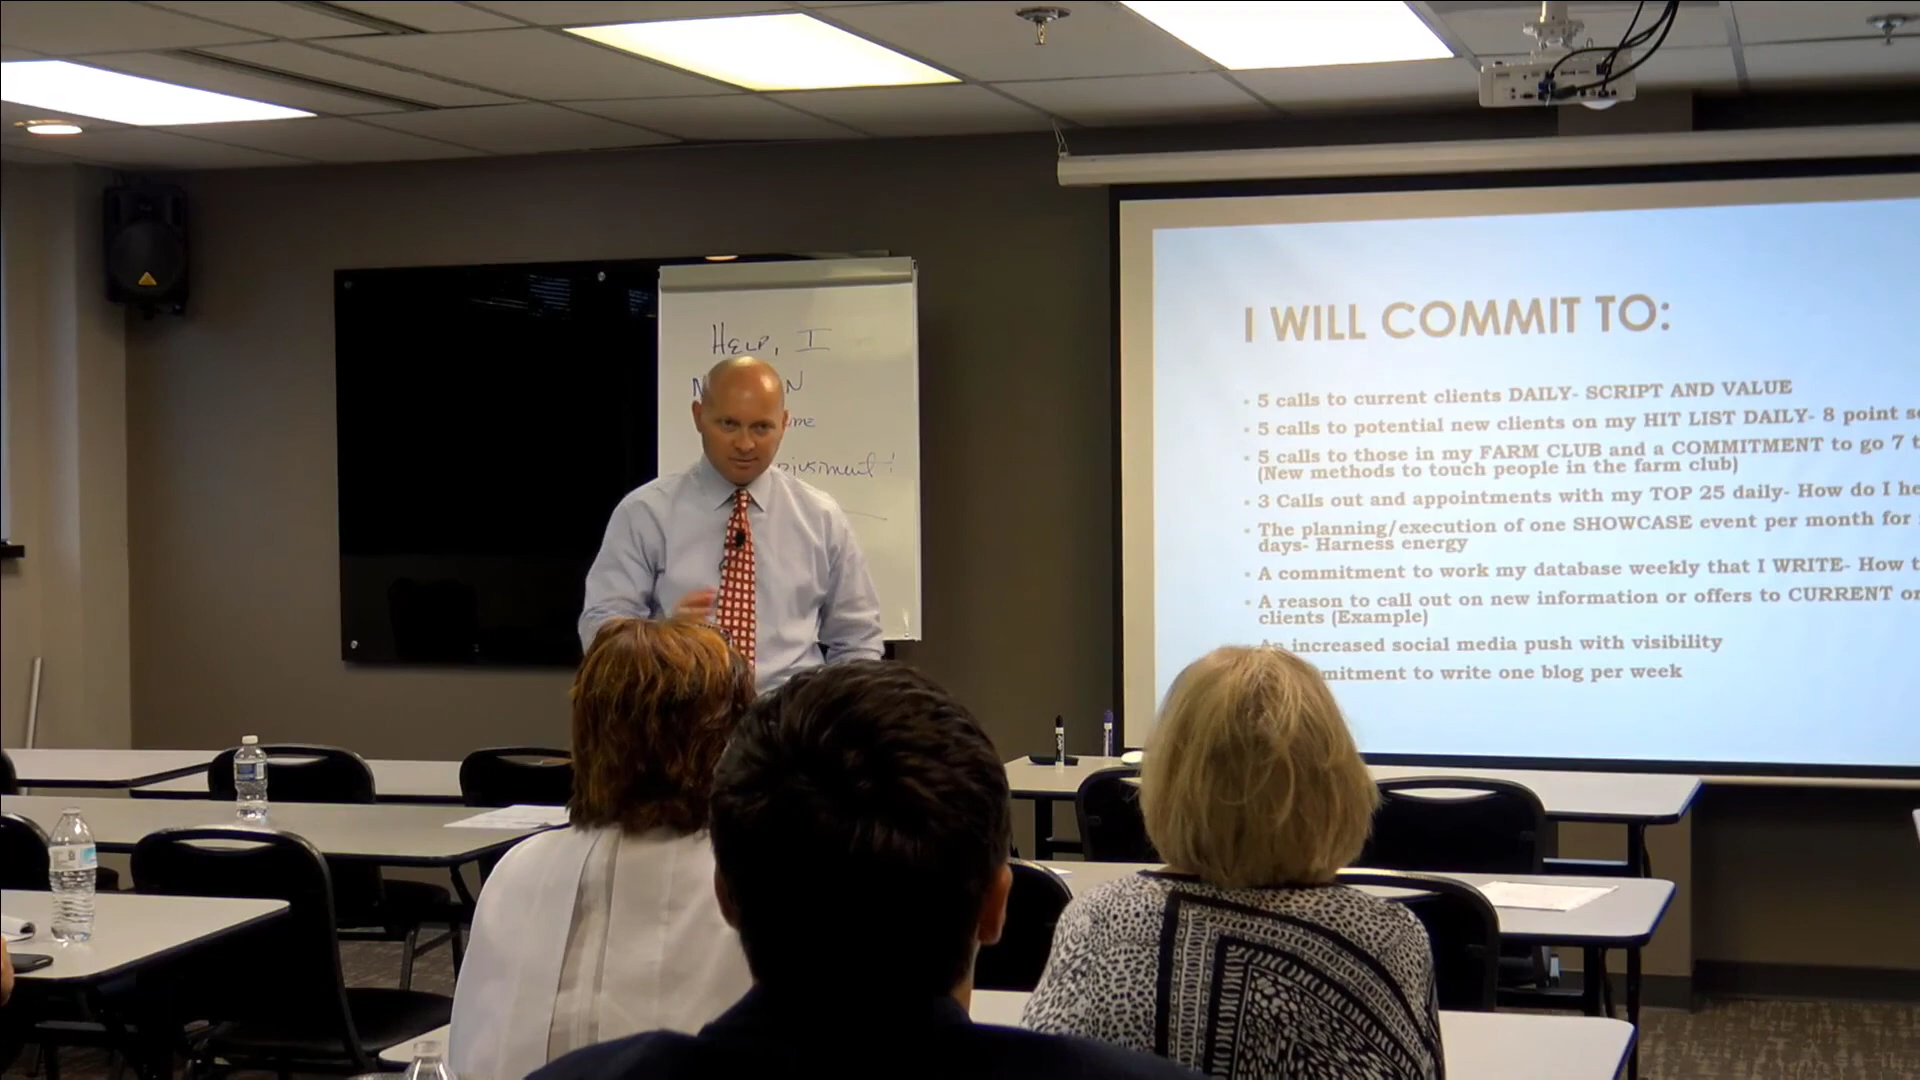 HELP, I
N
I WILL COMMIT TO:
5 calls to current clients DAILY- SCRIPT AND VALUE
5 calls to potential new clients on my HIT LIST DAILY- 8 point
5 calls to those in my FARM CLUB and a COMMITMENT to go 7
(New methods to touch people in the farm club)
3 Calls out and appointments with my TOP 25 daily- How do I
The planning/execution of one SHOWCASE event per month for
days- Harness energy
A commitment to work my database weekly that I WRITE- How
A reason to call out on new information or offers to CURRENT
clients (Example)
An increased social media push with visibility
mitment to write one blog per week